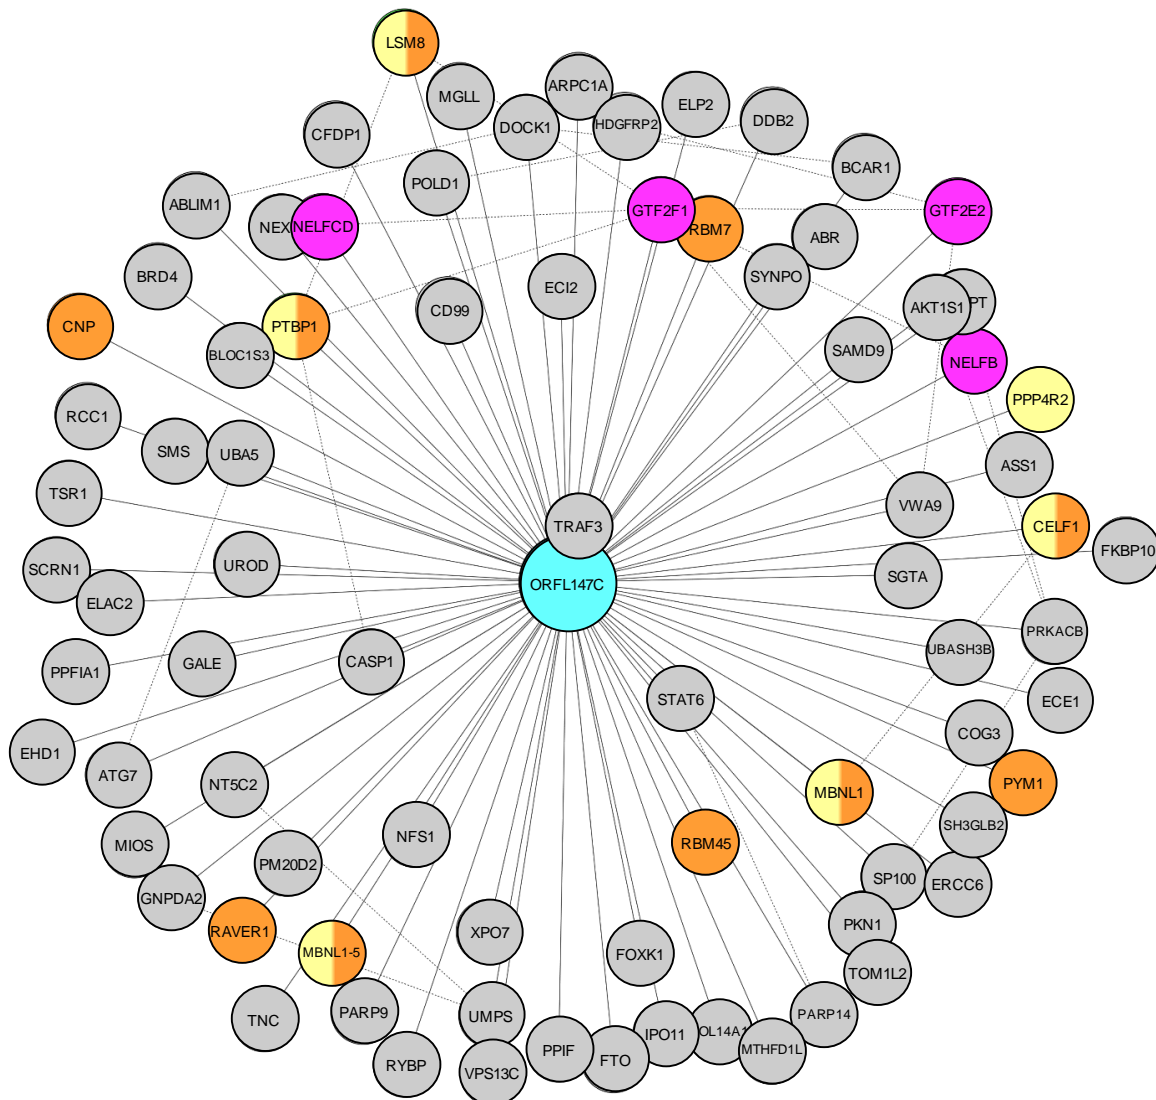 LSM8
MGLL
ARPC1A
ELP2
DDB2
CFDP1
DOCK1
HDGFRP2
BCAR1
POLD1
ABLIM1
NEX
NELFCD
GTF2F1
RBM7
GTF2E2
ABR
BRD4
ECI2
SYNPO
CD99
AKT1S1
PT
CNP
PTBP1
BLOC1S3
SAMD9
NELFB
PPP4R2
RCC1
SMS
UBA5
ASS1
TSR1
VWA9
TRAF3
CELF1
FKBP10
SCRN1
UROD
ORFL147C
SGTA
ELAC2
PRKACB
UBASH3B
PPFIA1
GALE
CASP1
STAT6
ECE1
COG3
EHD1
ATG7
NT5C2
MBNL1
PYM1
SH3GLB2
MIOS
NFS1
RBM45
PM20D2
SP100
ERCC6
GNPDA2
RAVER1
PKN1
XPO7
MBNL1-5
FOXK1
TOM1L2
PARP9
UMPS
PARP14
TNC
IPO11
OL14A1
MTHFD1L
RYBP
PPIF
FTO
VPS13C